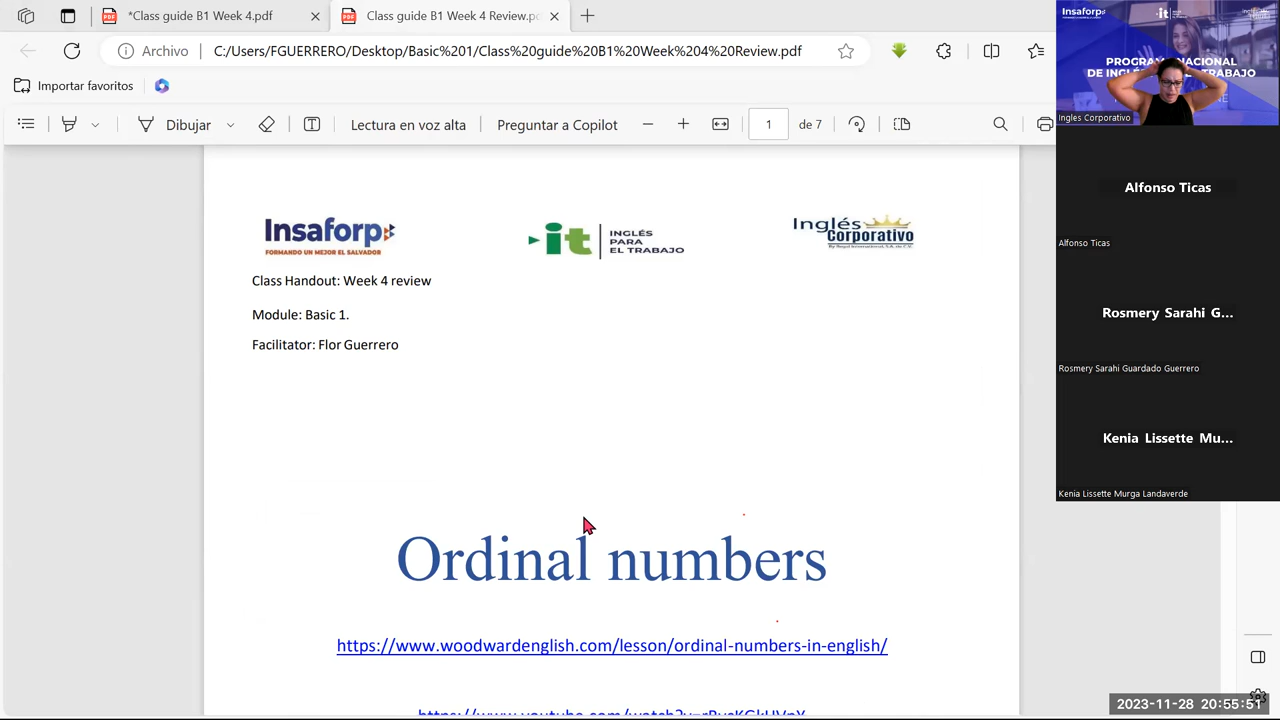 *Class guide B1 Week 4.pdf
Class guide B1 Week 4 Review.pd
Archivo
C:/Users/FGUERRERO/Desktop/Basic%201/Class%20guide%20B1%20Week%204%20Review.pdf
Importar favoritos
Dibujar
Lectura en voz alta
Preguntar a Copilot
1
de 7
Insaforp
FORMANDO UN MEJOR EL SALVADOR
it
INGLÉS
PARA
EL TRABAJO
Inglés
Corporativo
Class Handout: Week 4 review
Module: Basic 1.
Facilitator: Flor Guerrero
Ordinal numbers
https://www.woodwardenglish.com/lesson/ordinal-numbers-in-english/
Insaforp
it
PROGRAMA NACIONAL
DE INGLÉS TRABAJO
Ingles Corporativo
Alfonso Ticas
Alfonso Ticas
Rosmery Sarahi G...
Rosmery Sarahi Guardado Guerrero
Kenia Lissette Mu...
Kenia Lissette Murga Landaverde
2023-11-28 20:55:51